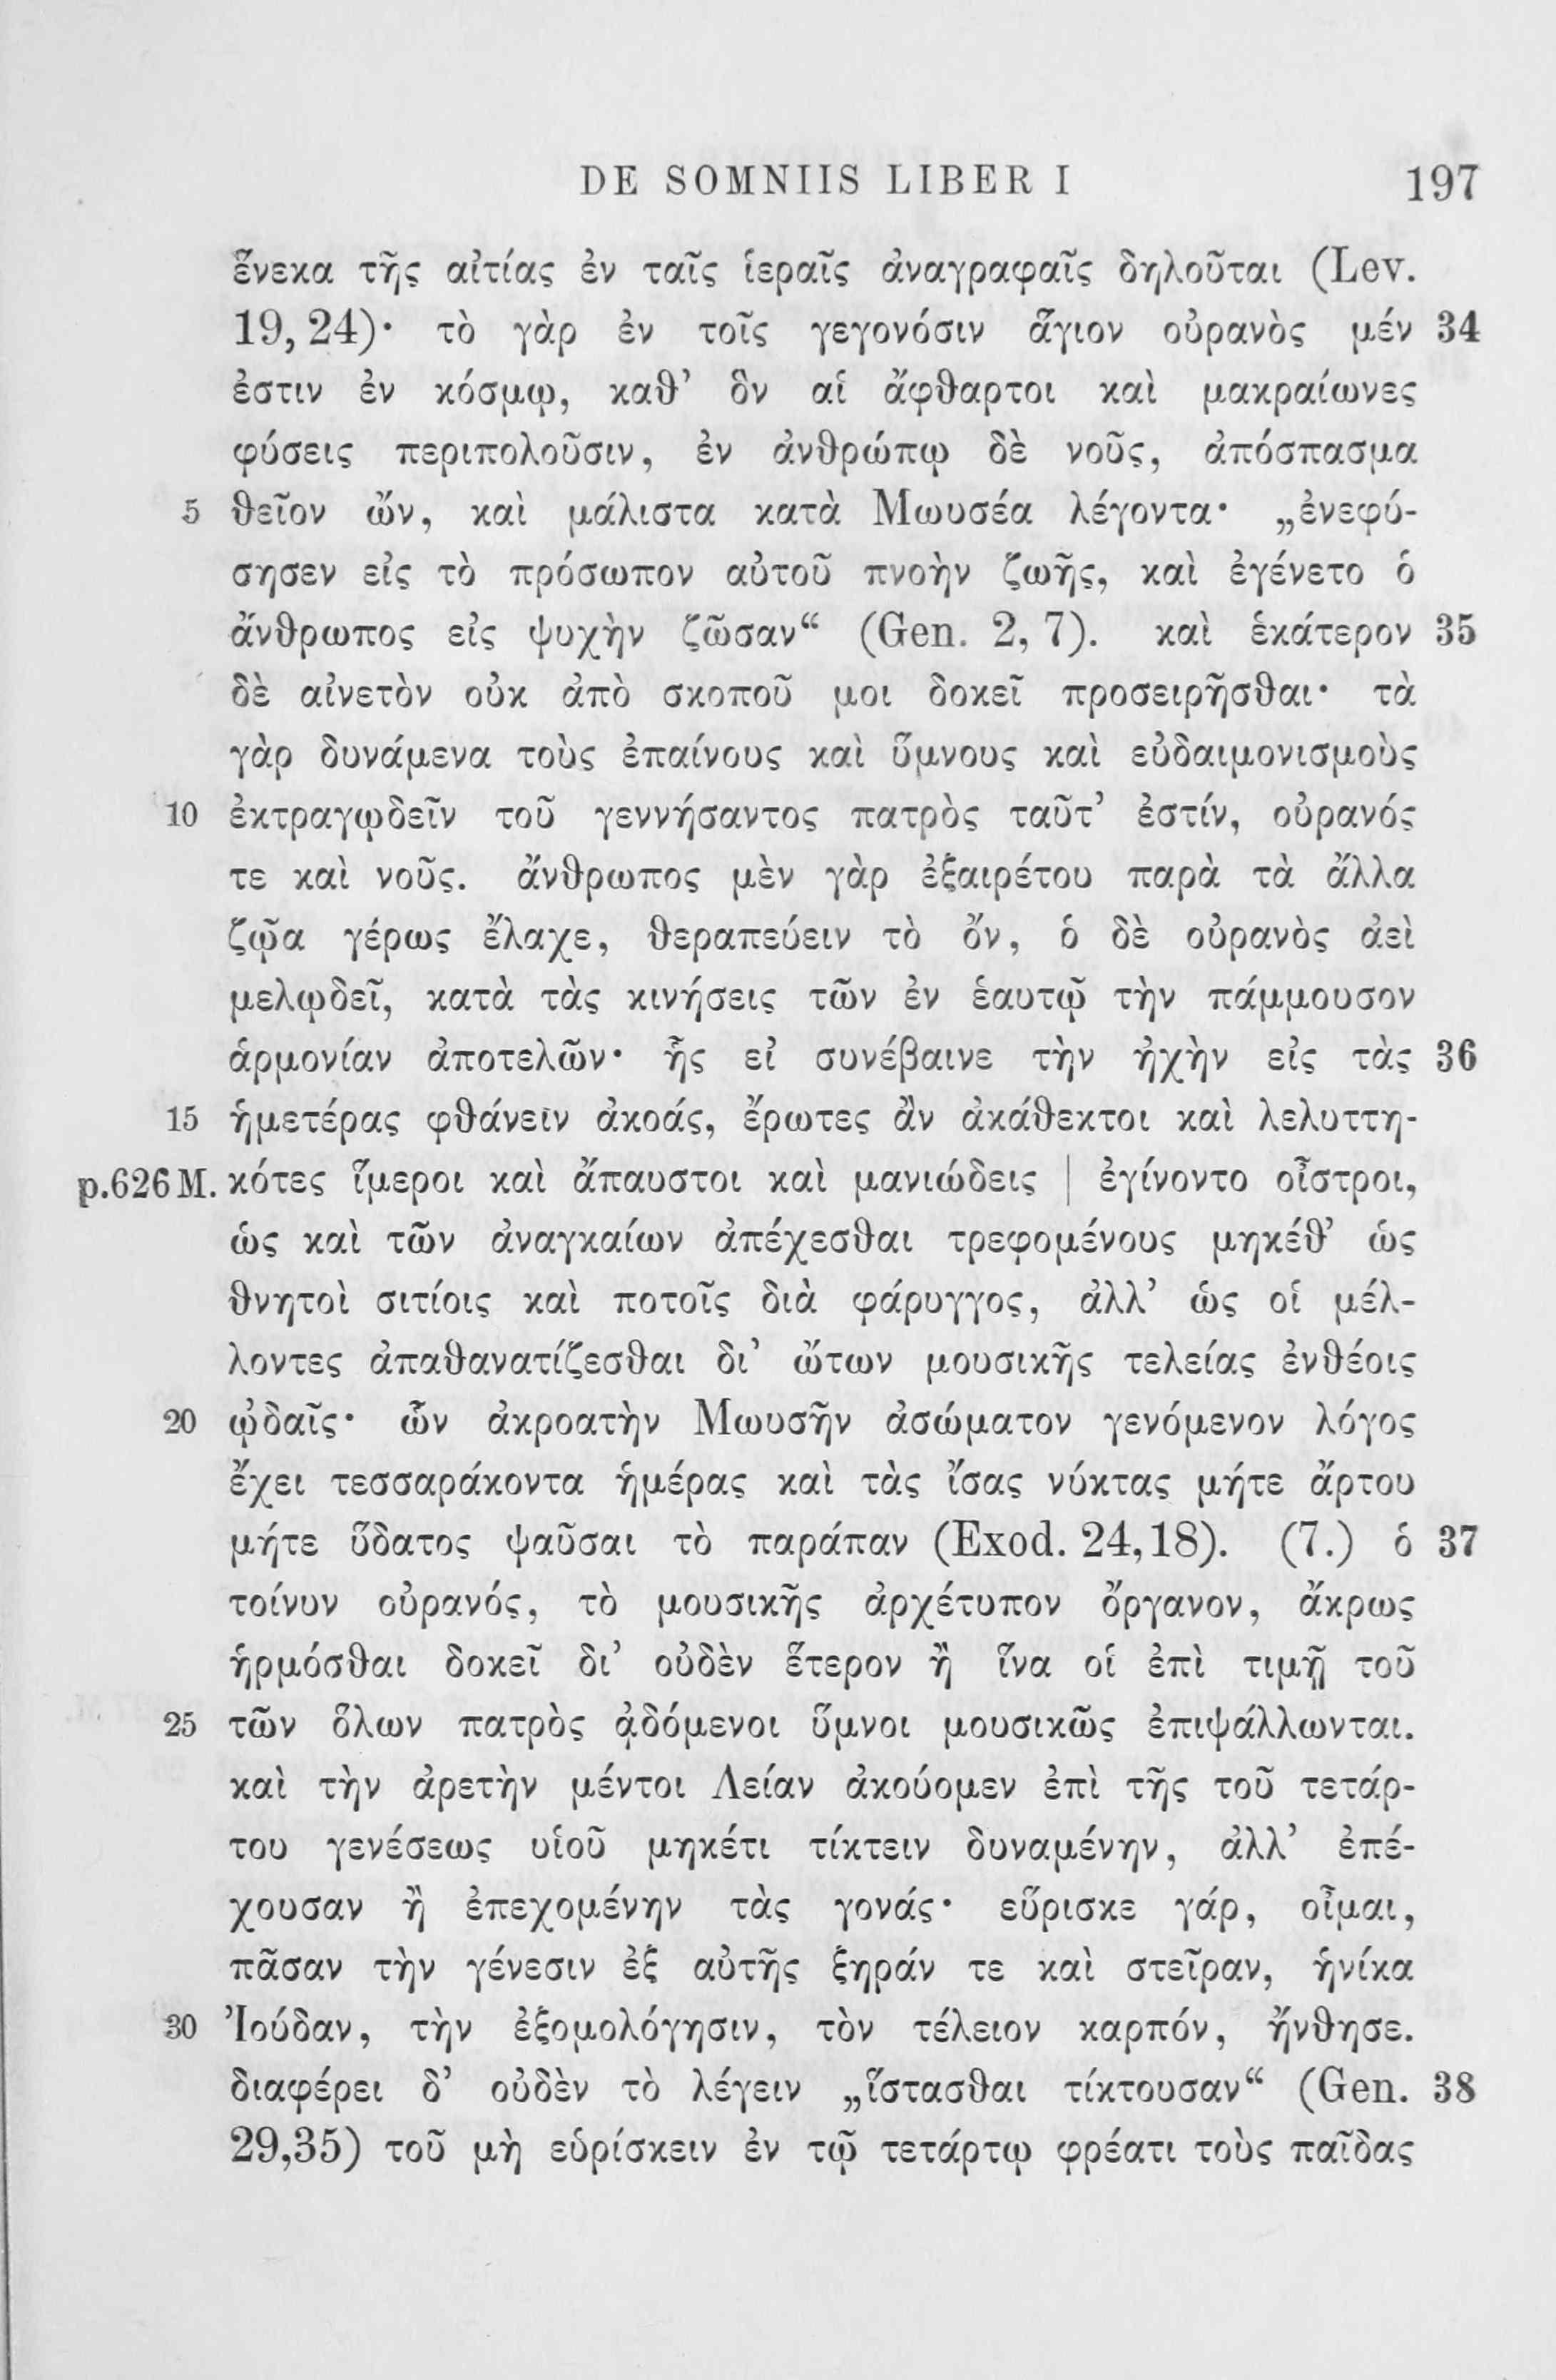 DE SOMNIIS LIBER I 197
ἕνεκα τῆς αἰτίας ἐν ταῖς ἱεραῖς ἀναγραφαῖς δηλοῦται (Lev.
19, 24)· τὸ γὰρ ἐν τοῖς γεγονόσιν ἅγιον οὐρανὸς μέν 34
ἐστιν ἐν κόσμῳ, καθ’ ὃν αἱ ἄφθαρτοι καὶ μακραίωνες
φύσεις περιπολοῦσιν, ἐν ἀνθρώπῳ δὲ νοῦς, ἀπόσπασμα
5 θεῖον ὤν, καὶ μάλιστα κατὰ Μωυσέα λέγοντα· „ἐνεφύ-
σησεν εἰς τὸ πρόσωπον αὐτοῦ πνοὴν ζωῆς, καὶ ἐγένετο ὁ
ἄνθρωπος εἰς ψυχὴν ζῶσαν“ (Gen. 2, 7). καὶ ἑκάτερον 35
δὲ αἰνετὸν οὐκ ἀπὸ σκοποῦ μοι δοκεῖ προσειρῆσθαι· τὰ
γὰρ δυνάμενα τοὺς ἐπαίνους καὶ ὕμνους καὶ εὐδαιμονισμοὺς
10 ἐκτραγῳδεῖν τοῦ γεννήσαντος πατρὸς ταῦτ’ ἐστίν, οὐρανός
τε καὶ νοῦς. ἄνθρωπος μὲν γὰρ ἐξαιρέτου παρὰ τὰ ἄλλα
ζῷα γέρως ἔλαχε, θεραπεύειν τὸ ὄν, ὁ δὲ οὐρανὸς ἀεὶ
μελῳδεῖ, κατὰ τὰς κινήσεις τῶν ἐν ἑαυτῷ τὴν πάμμουσον
ἁρμονίαν ἀποτελῶν· ἧς εἰ συνέβαινε τὴν ἠχὴν εἰς τὰς 36
15 ἡμετέρας φθάνειν ἀκοάς, ἔρωτες ἂν ἀκάθεκτοι καὶ λελυττη-
p.626 M. κότες ἵμεροι καὶ ἄπαυστοι καὶ μανιώδεις | ἐγίνοντο οἶστροι,
ὡς καὶ τῶν ἀναγκαίων ἀπέχεσθαι τρεφομένους μηκέθ’ ὡς
θνητοὶ σιτίοις καὶ ποτοῖς διὰ φάρυγγος, ἀλλ’ ὡς οἱ μέλ-
λοντες ἀπαθανατίζεσθαι δι’ ὤτων μουσικῆς τελείας ἐνθέοις
20 ᾠδαῖς· ὧν ἀκροατὴν Μωυσῆν ἀσώματον γενόμενον λόγος
ἔχει τεσσαράκοντα ἡμέρας καὶ τὰς ἴσας νύκτας μήτε ἄρτου
μήτε ὕδατος ψαῦσαι τὸ παράπαν (Exod. 24,18). (7.) ὁ 37
τοίνυν οὐρανός, τὸ μουσικῆς ἀρχέτυπον ὄργανον, ἄκρως
ἡρμόσθαι δοκεῖ δι’ οὐδὲν ἕτερον ἢ ἵνα οἱ ἐπὶ τιμῇ τοῦ
25 τῶν ὅλων πατρὸς ᾀδόμενοι ὕμνοι μουσικῶς ἐπιψάλλωνται.
καὶ τὴν ἀρετὴν μέντοι Λείαν ἀκούομεν ἐπὶ τῆς τοῦ τετάρ-
του γενέσεως υἱοῦ μηκέτι τίκτειν δυναμένην, ἀλλ’ ἐπέ-
χουσαν ἢ ἐπεχομένην τὰς γονάς· εὕρισκε γάρ, οἶμαι,
πᾶσαν τὴν γένεσιν ἐξ αὐτῆς ξηράν τε καὶ στεῖραν, ἡνίκα
30 Ἰούδαν, τὴν ἐξομολόγησιν, τὸν τέλειον καρπόν, ἤνθησε.
διαφέρει δ’ οὐδὲν τὸ λέγειν „ἵστασθαι τίκτουσαν“ (Gen. 38
29,35) τοῦ μὴ εὑρίσκειν ἐν τῷ τετάρτῳ φρέατι τοὺς παῖδας